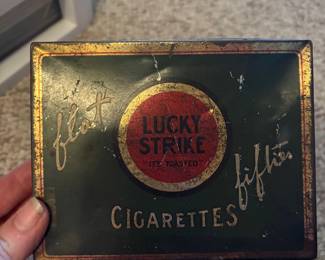 flat
LUCKY
STRIKE
"IT'S TOASTED"
fifties
CIGARETTES